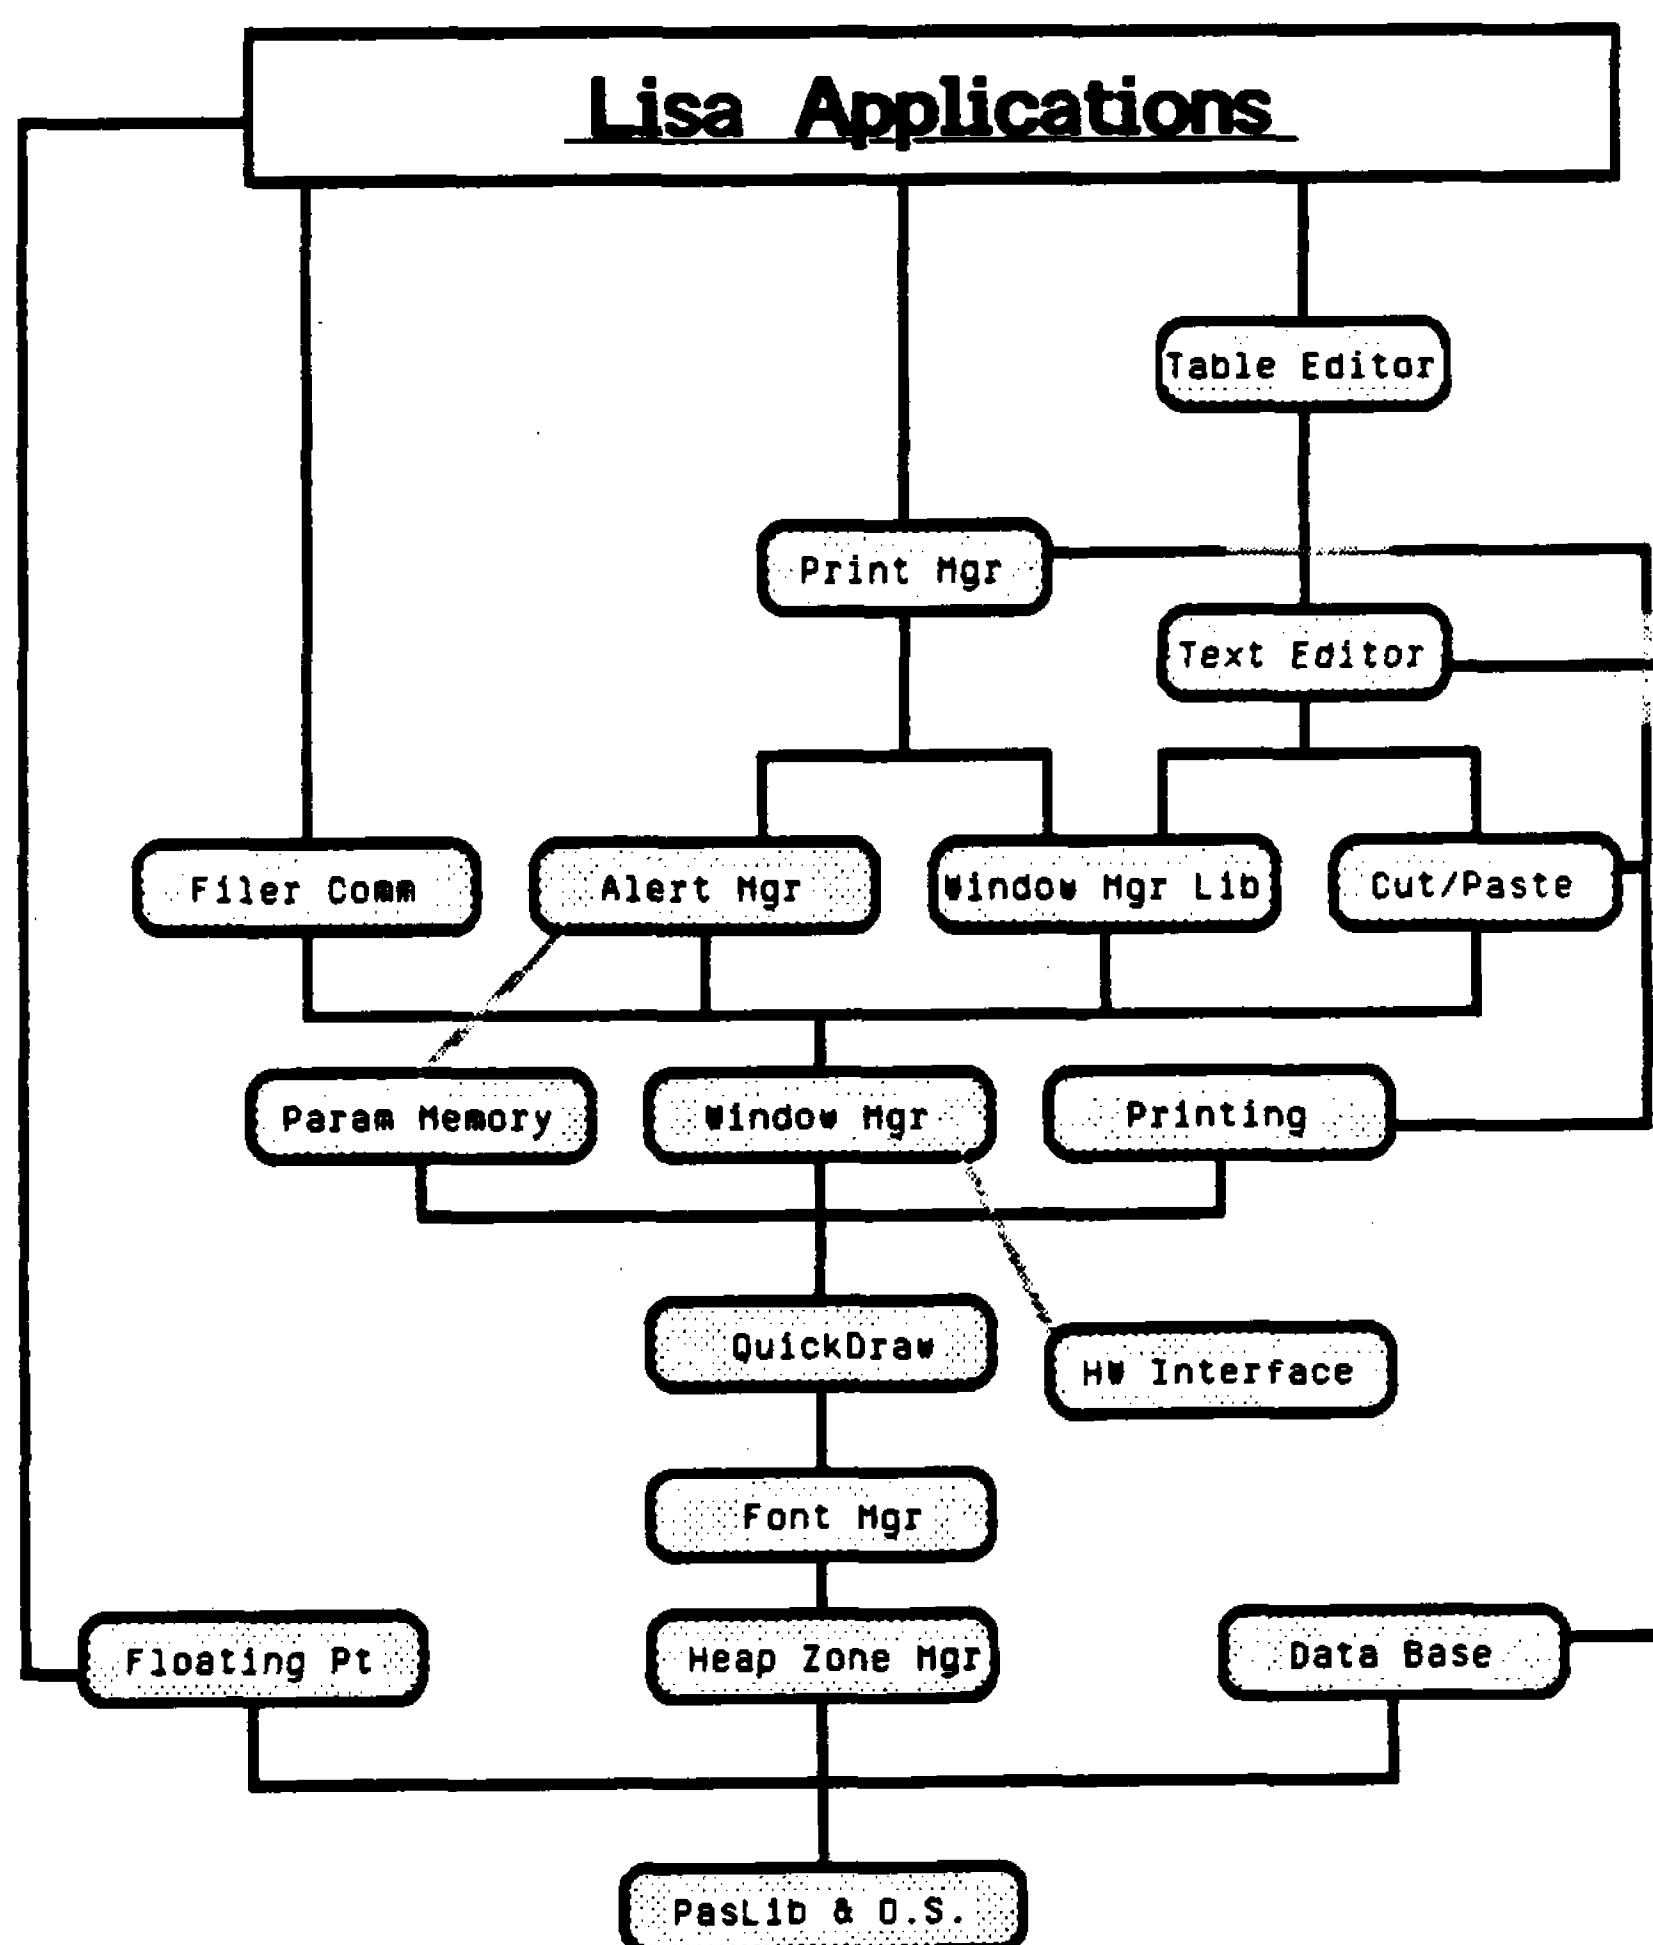 Lisa Applications
Table Editor
Print Mgr
Text Editor
Filer Comm
Alert Mgr
Window Mgr Lib
Cut/Paste
Param Memory
Window Mgr
Printing
QuickDraw
HW Interface
Font Mgr
Floating Pt
Heap Zone Mgr
Data Base
PasLib & O.S.